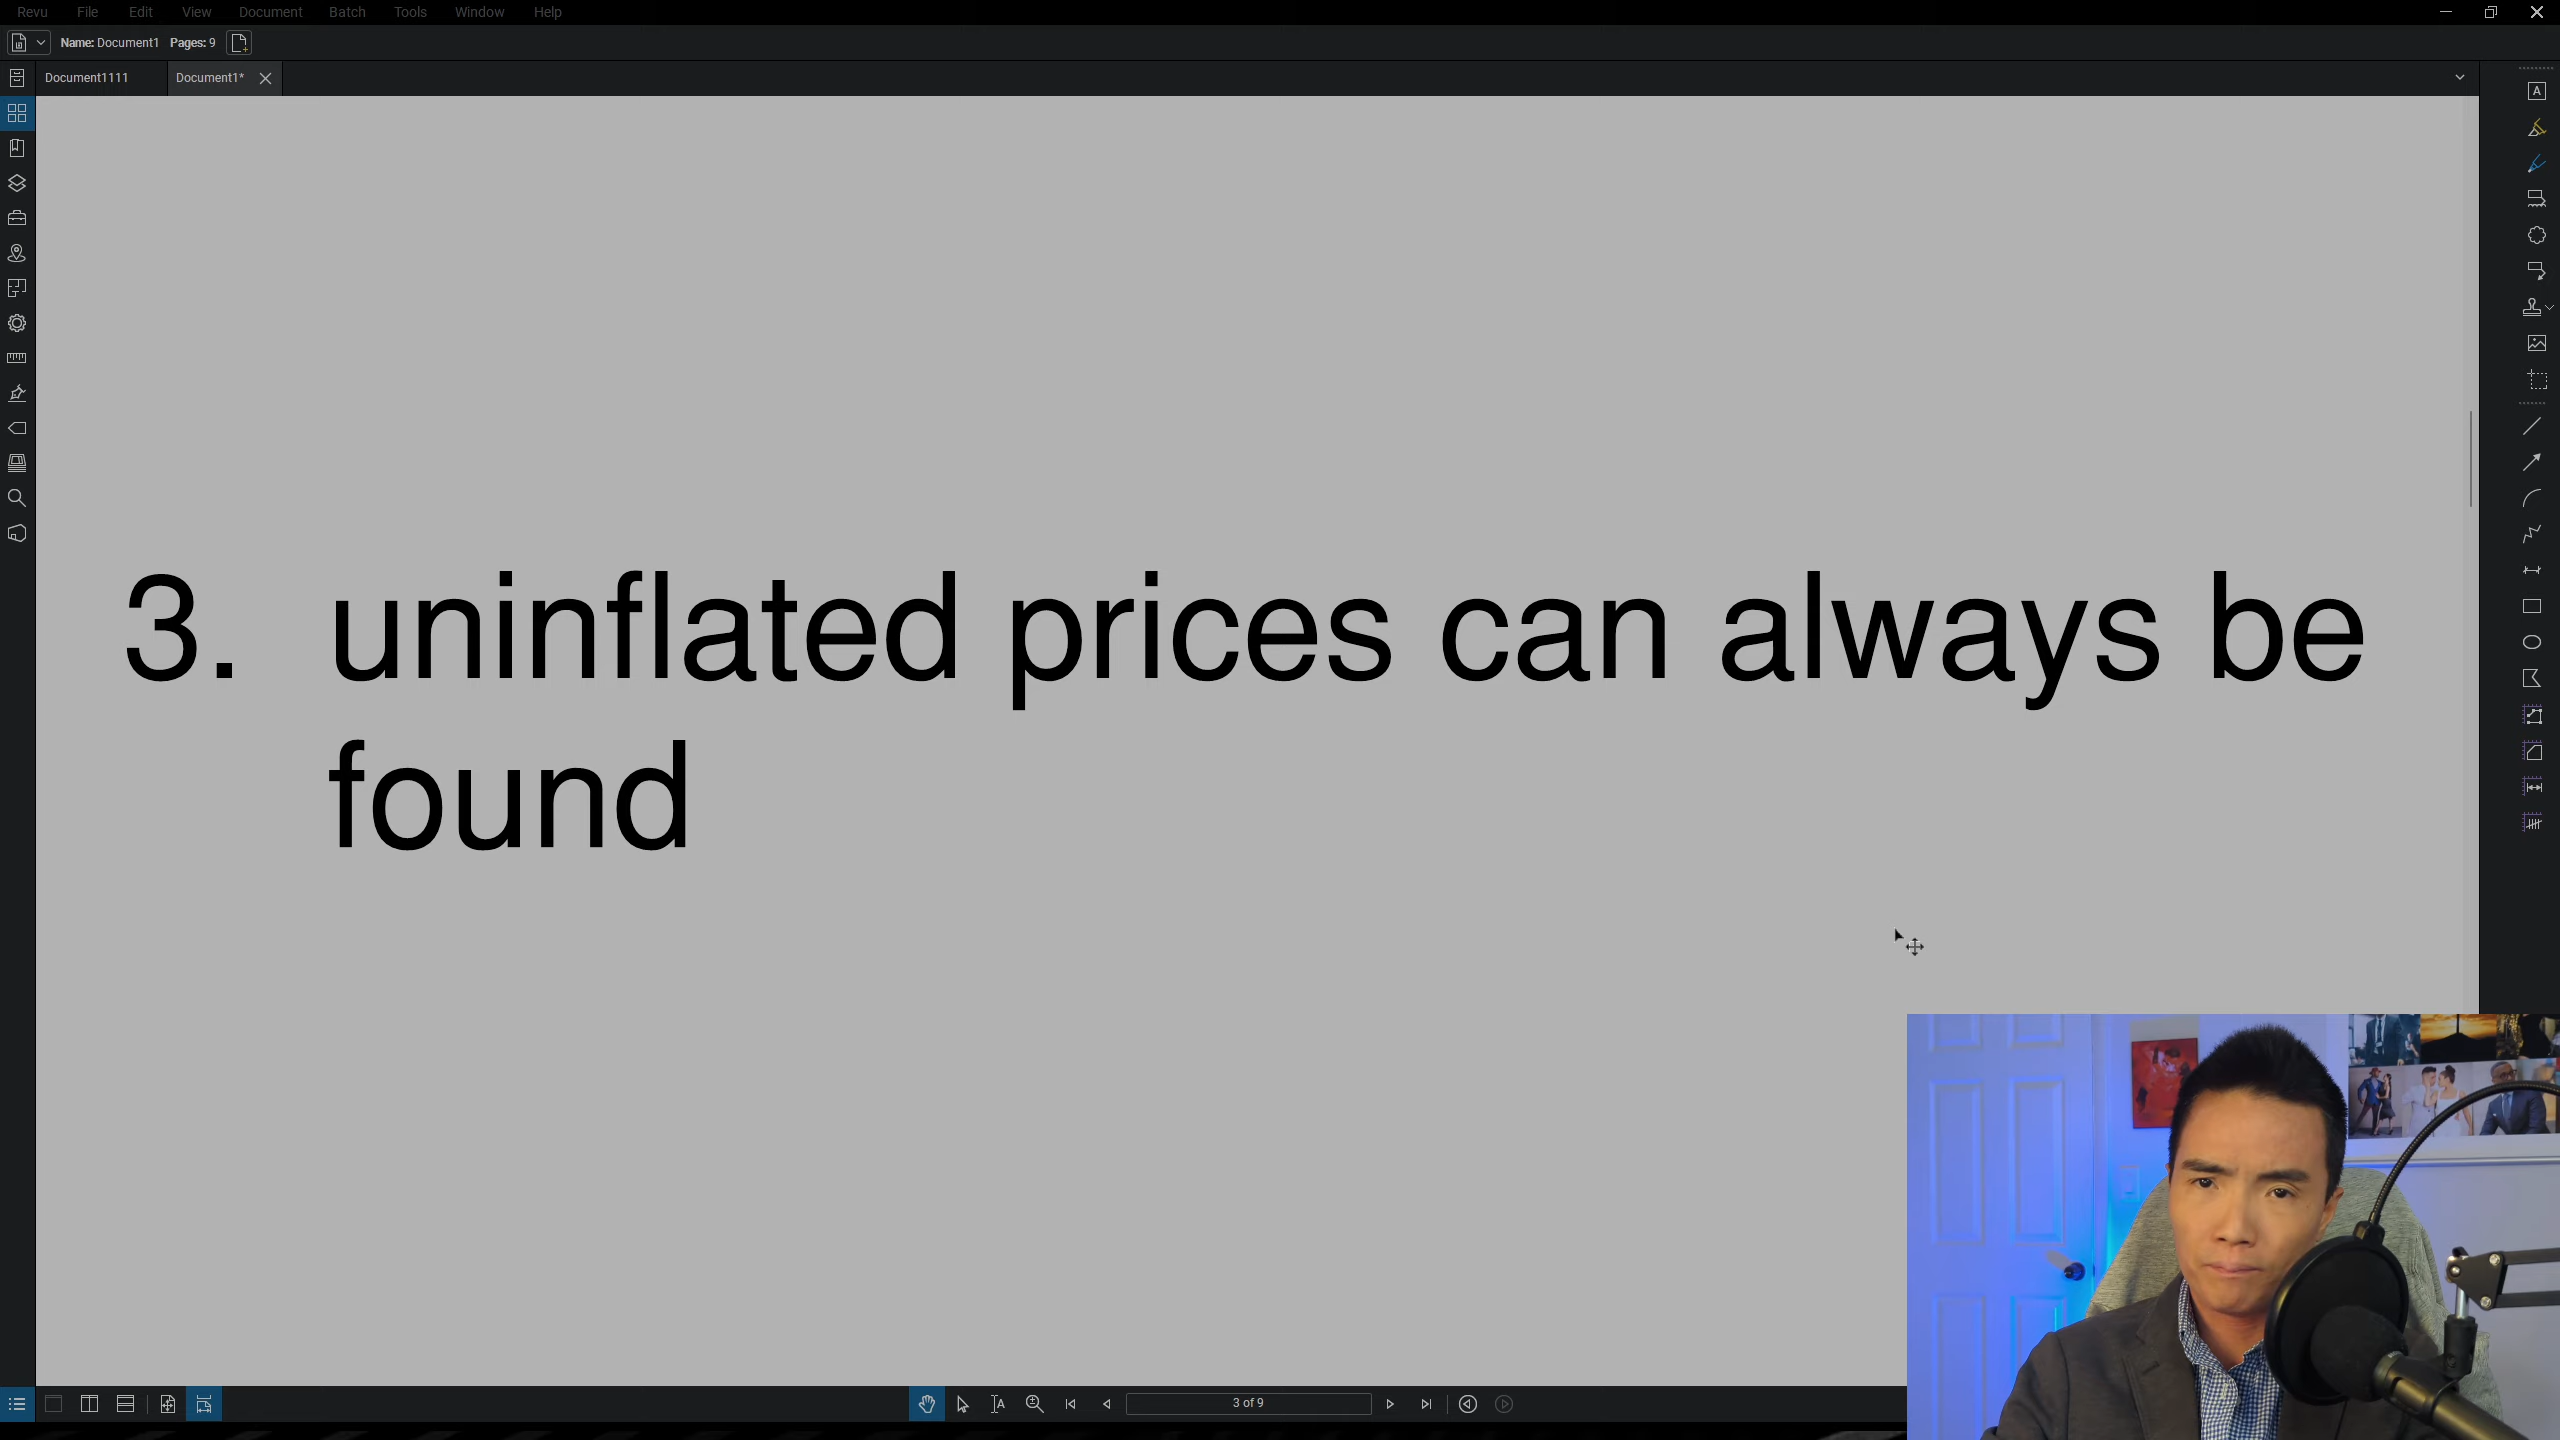 Revu File Edit View Document Batch Tools Window Help
Name: Document1 Pages: 9
Document1111 Document1*
3. uninflated prices can always be
found
3 of 9